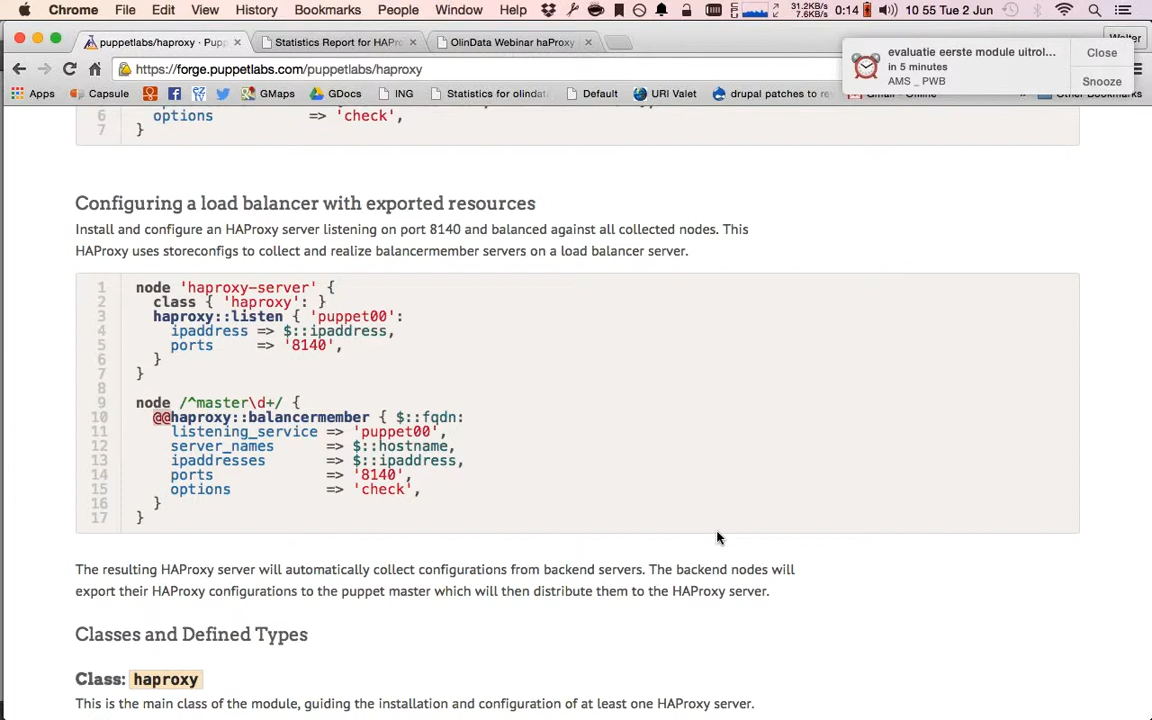 Chrome File Edit View History Bookmarks People Window Help 31.2KB/s 7.6KB/s 0:14 10 55 Tue 2 Jun
puppetlabs/haproxy · Pupp
Statistics Report for HAPr
OlinData Webinar haProxy
Walter
https://forge.puppetlabs.com/puppetlabs/haproxy
evaluatie eerste module uitrol...
in 5 minutes
AMS _ PWB
Close
Snooze
Apps Capsule GMaps GDocs ING Statistics for olinda Default URI Valet drupal patches to re
6 options => 'check',
7 }
Configuring a load balancer with exported resources
Install and configure an HAProxy server listening on port 8140 and balanced against all collected nodes. This
HAProxy uses storeconfigs to collect and realize balancermember servers on a load balancer server.
1 node 'haproxy-server' {
2 class { 'haproxy': }
3 haproxy::listen { 'puppet00':
4 ipaddress => $::ipaddress,
5 ports => '8140',
6 }
7 }
8
9 node /^master\d+/ {
10 @@haproxy::balancermember { $::fqdn:
11 listening_service => 'puppet00',
12 server_names => $::hostname,
13 ipaddresses => $::ipaddress,
14 ports => '8140',
15 options => 'check',
16 }
17 }
The resulting HAProxy server will automatically collect configurations from backend servers. The backend nodes will
export their HAProxy configurations to the puppet master which will then distribute them to the HAProxy server.
Classes and Defined Types
Class: haproxy
This is the main class of the module, guiding the installation and configuration of at least one HAProxy server.